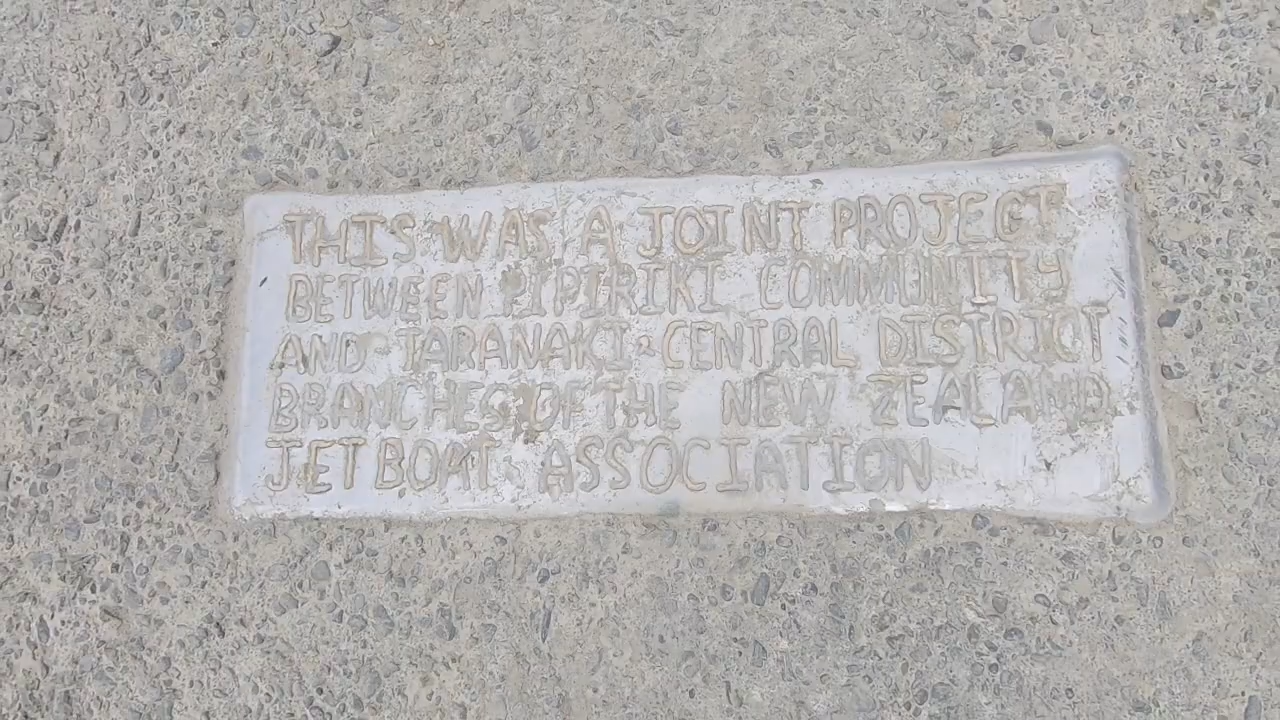 THIS WAS A JOINT PROJECT
BETWEEN PIPIRIKI COMMUNITY
AND TARANAKI & CENTRAL DISTRICT
BRANCHES OF THE NEW ZEALAND
JET BOAT ASSOCIATION